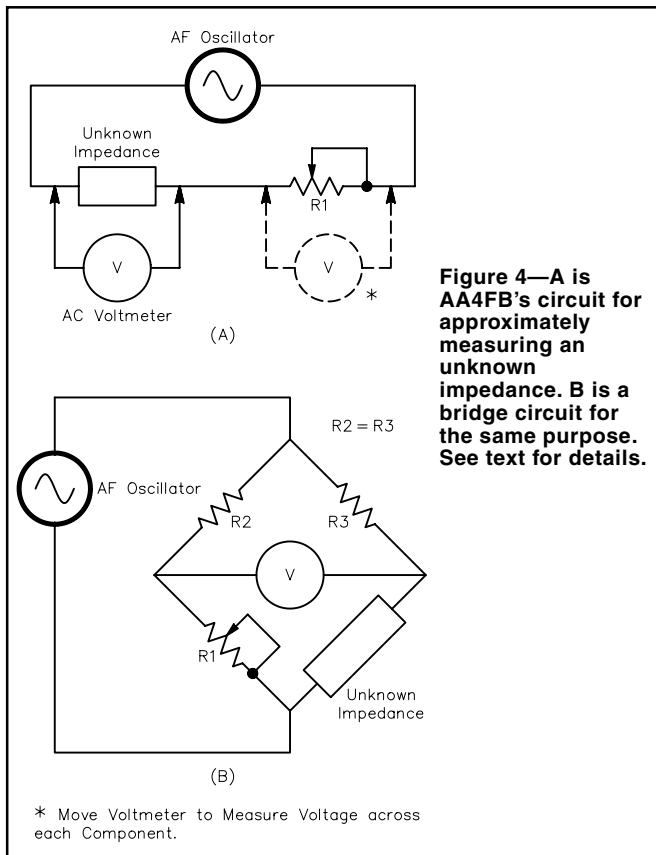 AF Oscillator
Unknown
Impedance
R1
V
V
*
AC Voltmeter
(A)
Figure 4—A is
AA4FB’s circuit for
approximately
measuring an
unknown
impedance. B is a
bridge circuit for
the same purpose.
See text for details.
R2 = R3
AF Oscillator
R2
R3
V
R1
Unknown
Impedance
(B)
* Move Voltmeter to Measure Voltage across
each Component.